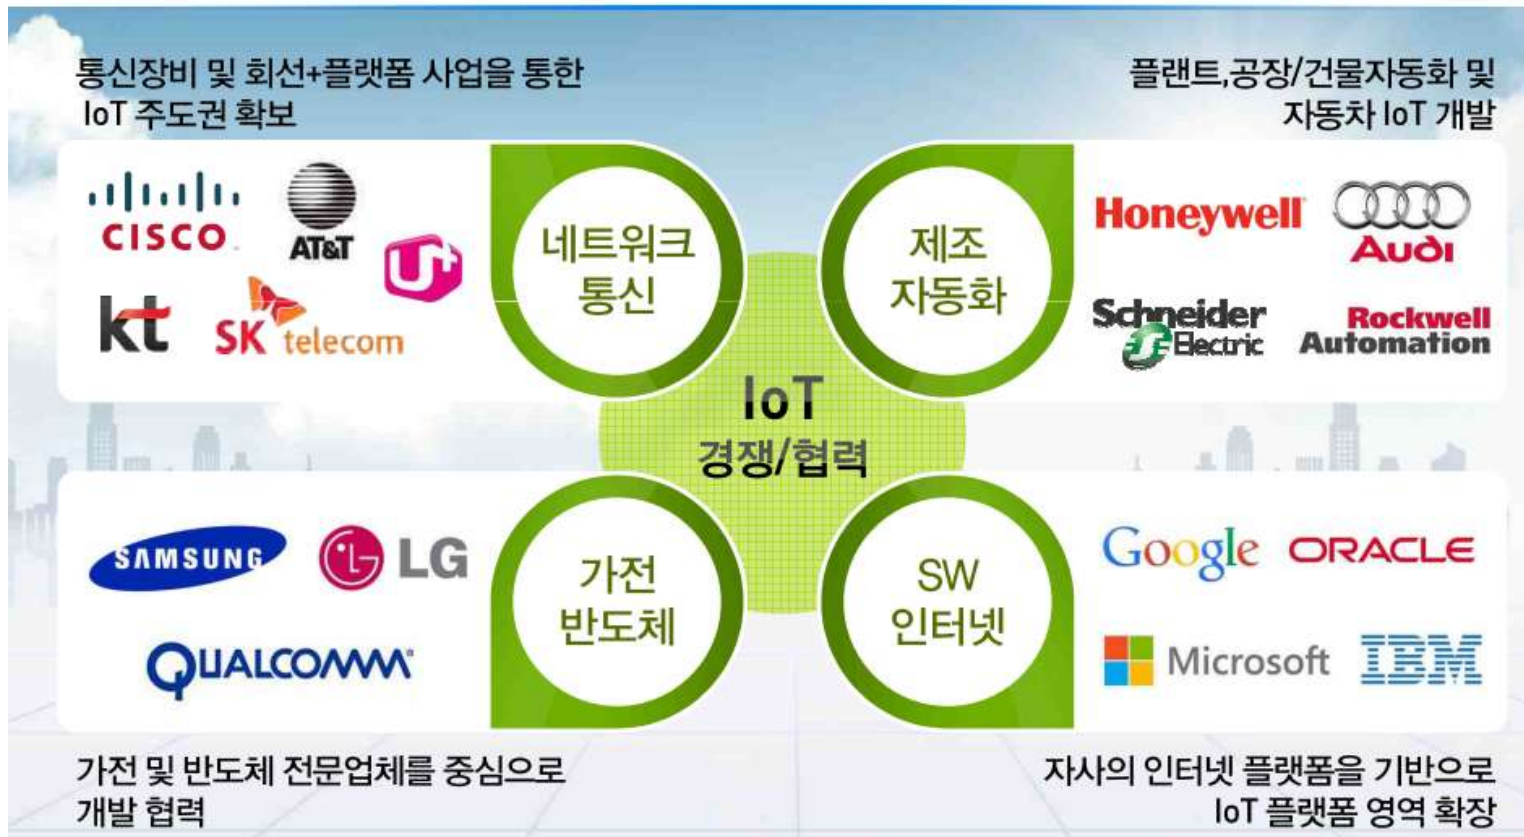 통신장비 및 회선+플랫폼 사업을 통한
IoT 주도권 확보
플랜트,공장/건물자동화 및
자동차 IoT 개발
CISCO
AT&T
U+
kt
SK telecom
네트워크
통신
제조
자동화
Honeywell
Audi
Schneider
Electric
Rockwell
Automation
IoT
경쟁/협력
SAMSUNG
LG
QUALCOMM
가전
반도체
SW
인터넷
Google
ORACLE
Microsoft
IBM
가전 및 반도체 전문업체를 중심으로
개발 협력
자사의 인터넷 플랫폼을 기반으로
IoT 플랫폼 영역 확장